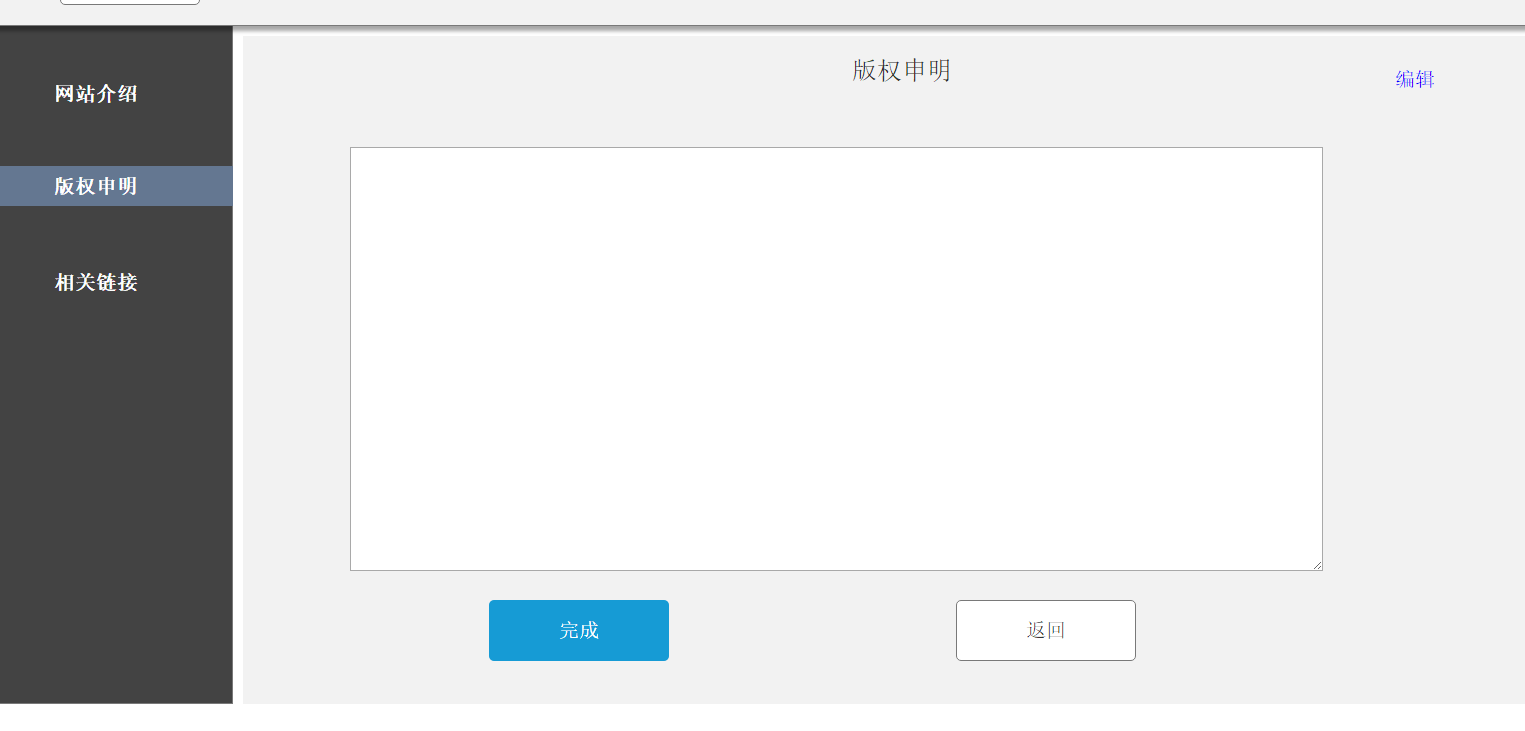 网站介绍
版权申明
相关链接
版权申明
编辑
完成
返回